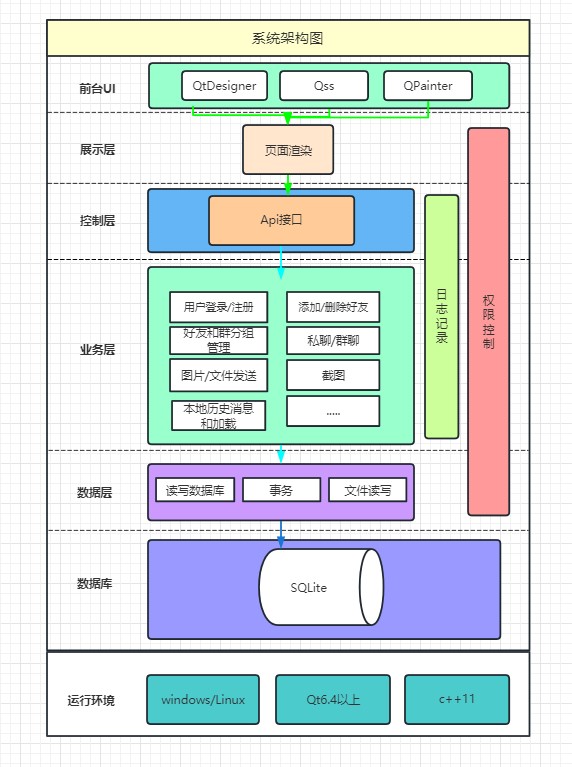 系统架构图
前台UI
QtDesigner
Qss
QPainter
展示层
页面渲染
控制层
Api接口
日志记录
权限控制
业务层
用户登录/注册
添加/删除好友
好友和群分组
管理
私聊/群聊
图片/文件发送
截图
本地历史消息
和加载
.....
数据层
读写数据库
事务
文件读写
数据库
SQLite
运行环境
windows/Linux
Qt6.4以上
c++11